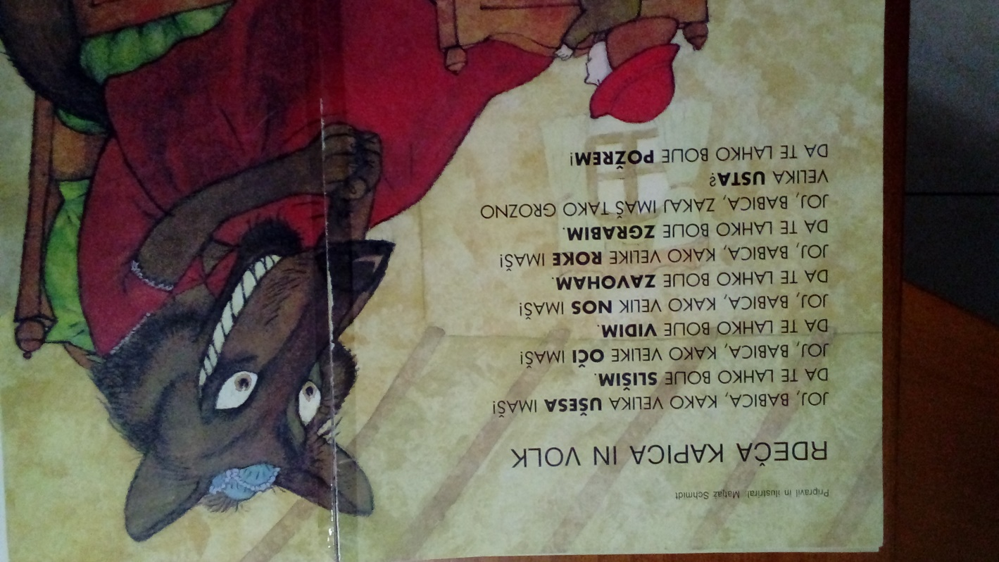 Pripravil in ilustriral Matjaž Schmidt
RDEČA KAPICA IN VOLK
JOJ, BABICA, KAKO VELIKA UŠESA IMAŠ!
DA TE LAHKO BOLJE SLIŠIM.
JOJ, BABICA, KAKO VELIKE OČI IMAŠ!
DA TE LAHKO BOLJE VIDIM.
JOJ, BABICA, KAKO VELIK NOS IMAŠ!
DA TE LAHKO BOLJE ZAVOHAM.
JOJ, BABICA, KAKO VELIKE ROKE IMAŠ!
DA TE LAHKO BOLJE ZGRABIM.
JOJ, BABICA, ZAKAJ IMAŠ TAKO GROZNO
VELIKA USTA?
DA TE LAHKO BOLJE POŽREM!